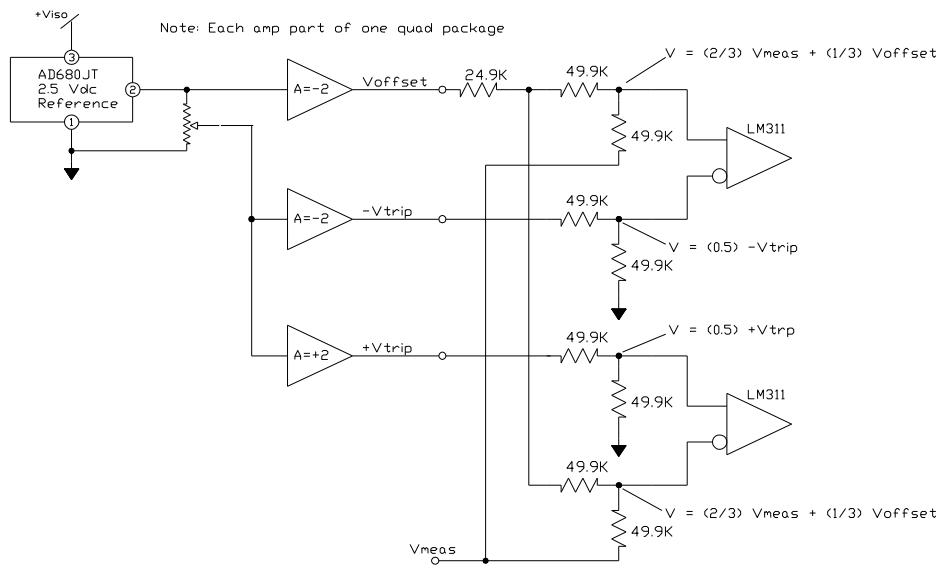 +Viso
Note: Each amp part of one quad package
3
AD680JT
2.5 Vdc
Reference
2
1
A=-2
Voffset
24.9K
49.9K
V = (2/3) Vmeas + (1/3) Voffset
49.9K
LM311
A=-2
-Vtrip
49.9K
V = (0.5) -Vtrip
49.9K
A=+2
+Vtrip
49.9K
V = (0.5) +Vtrp
49.9K
LM311
49.9K
V = (2/3) Vmeas + (1/3) Voffset
49.9K
Vmeas